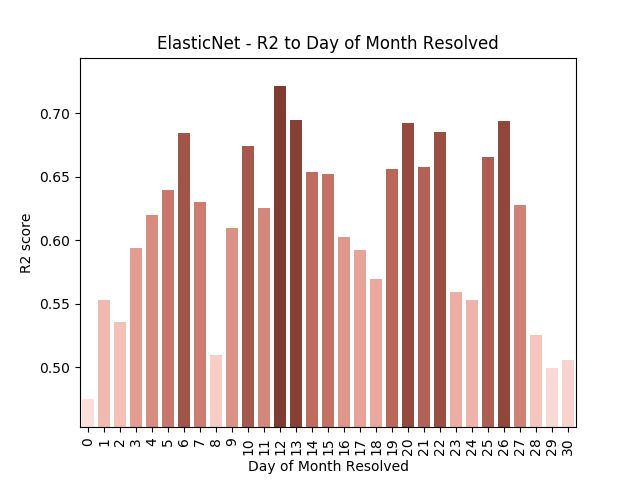 ElasticNet - R2 to Day of Month Resolved
R2 score
0.70
0.65
0.60
0.55
0.50
0 1 2 3 4 5 6 7 8 9 10 11 12 13 14 15 16 17 18 19 20 21 22 23 24 25 26 27 28 29 30
Day of Month Resolved